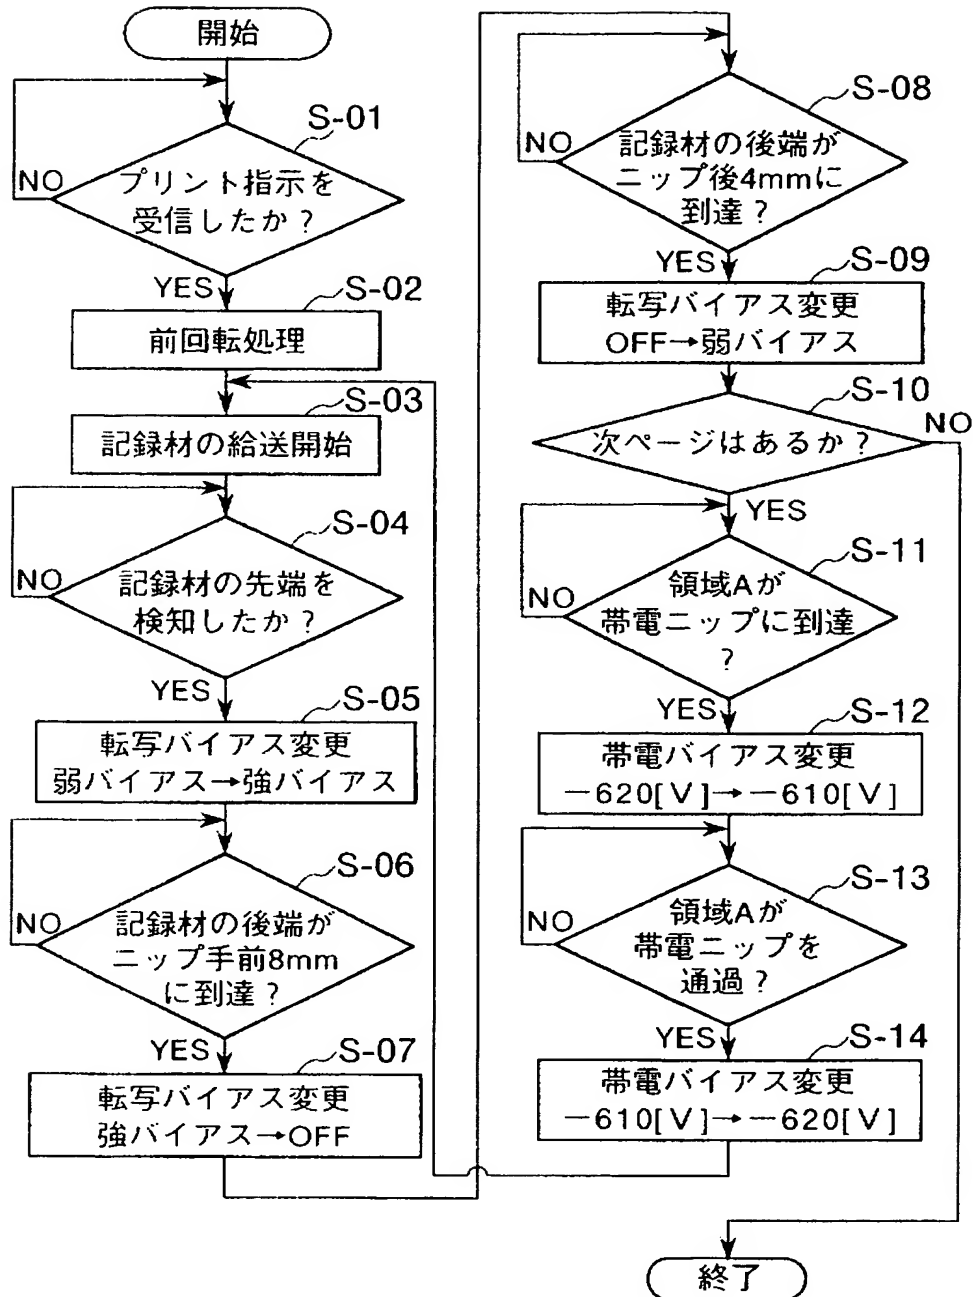 開始
S-01
プリント指示を
受信したか？
NO
YES
S-02
前回転処理
S-03
記録材の給送開始
S-04
記録材の先端を
検知したか？
NO
YES
S-05
転写バイアス変更
弱バイアス→強バイアス
S-06
記録材の後端が
ニップ手前8mm
に到達？
NO
YES
S-07
転写バイアス変更
強バイアス→OFF
S-08
記録材の後端が
ニップ後4mmに
到達？
NO
YES
S-09
転写バイアス変更
OFF→弱バイアス
S-10
次ページはあるか？
NO
YES
S-11
領域Aが
帯電ニップに到達
？
NO
YES
S-12
帯電バイアス変更
－620[V]→－610[V]
S-13
領域Aが
帯電ニップを
通過？
NO
YES
S-14
帯電バイアス変更
－610[V]→－620[V]
終了